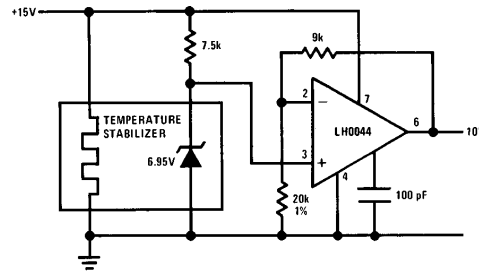 +15V
7.5k
9k
TEMPERATURE
STABILIZER
6.95V
2
−
7
LH0044
6
10
3
+
4
20k
1%
100 pF